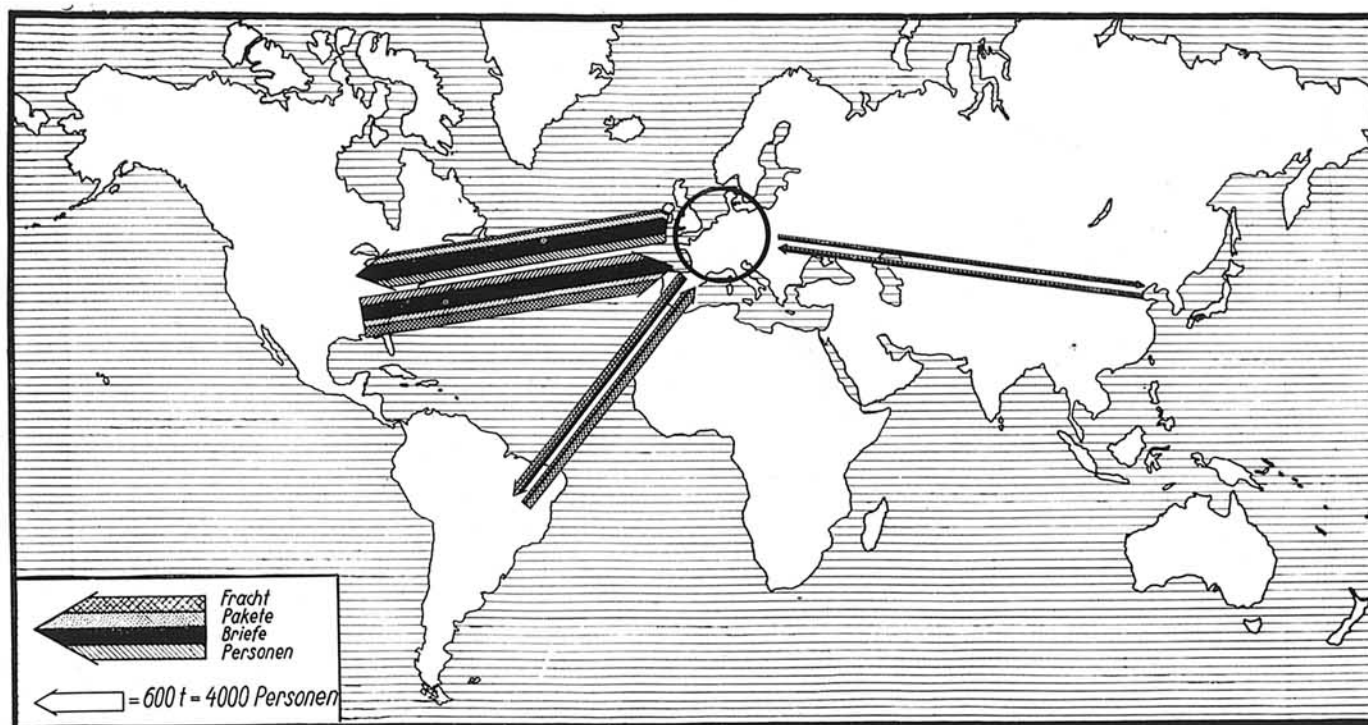 Fracht
Pakete
Briefe
Personen
= 600 t = 4000 Personen